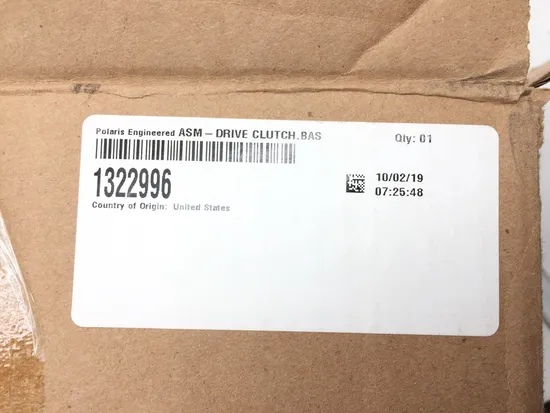 Polaris Engineered ASM – DRIVE CLUTCH,BAS Qty: 01
1322996
10/02/19
07:25:48
Country of Origin: United States